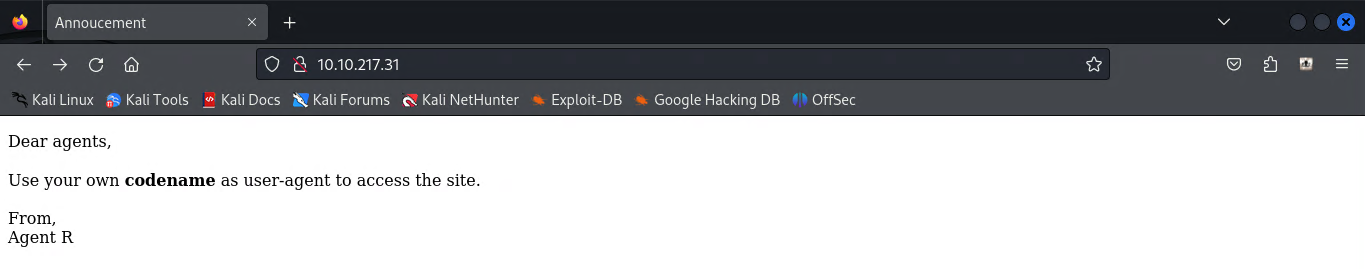 Annoucement
10.10.217.31
Kali Linux Kali Tools Kali Docs Kali Forums Kali NetHunter Exploit-DB Google Hacking DB OffSec
Dear agents,
Use your own codename as user-agent to access the site.
From,
Agent R